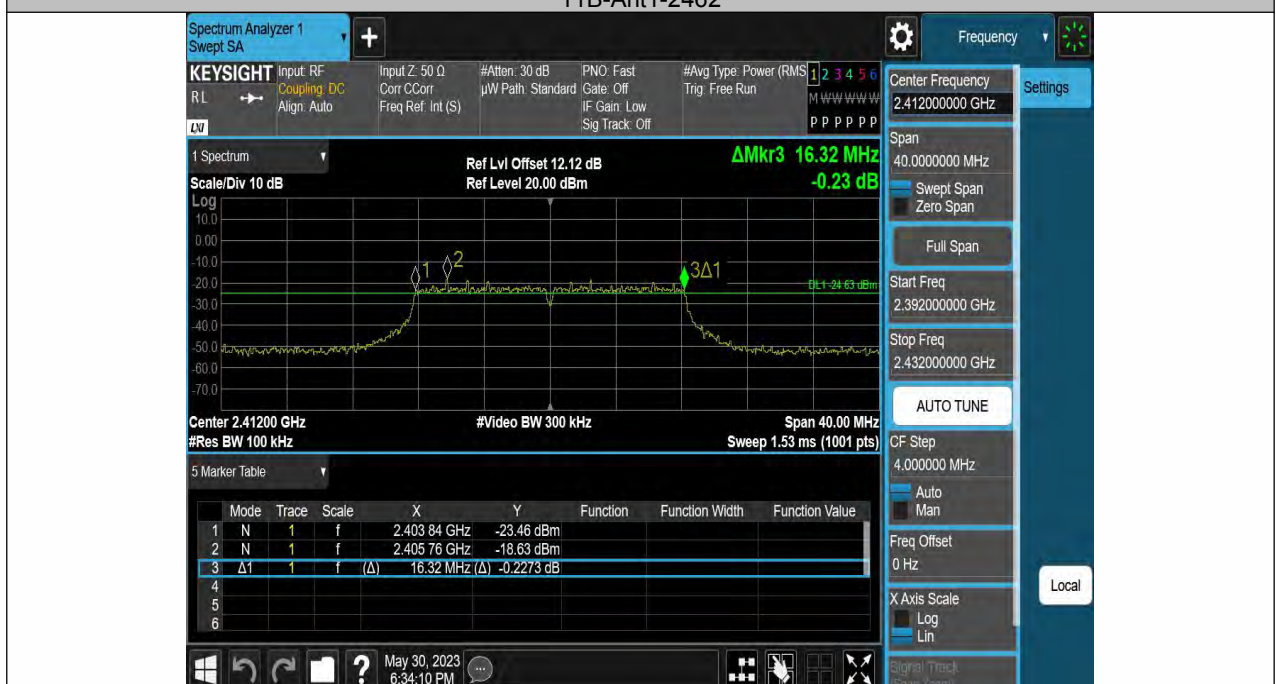 11B-Ant1-2462
Spectrum Analyzer 1
Swept SA
+
Frequency
KEYSIGHT
RL
LXI
Input: RF
Coupling: DC
Align: Auto
Input Z: 50 Ω
Corr CCorr
Freq Ref: Int (S)
#Atten: 30 dB
µW Path: Standard
PNO: Fast
Gate: Off
IF Gain: Low
Sig Track: Off
#Avg Type: Power (RMS
Trig: Free Run
1 2 3 4 5 6
M W W W W W
P P P P P P
1 Spectrum
Scale/Div 10 dB
Ref Lvl Offset 12.12 dB
Ref Level 20.00 dBm
ΔMkr3 16.32 MHz
-0.23 dB
Log
10.0
0.00
-10.0
-20.0
-30.0
-40.0
-50.0
-60.0
-70.0
1
2
3Δ1
DL1 -24.63 dBm
Center 2.41200 GHz
#Video BW 300 kHz
Span 40.00 MHz
#Res BW 100 kHz
Sweep 1.53 ms (1001 pts)
5 Marker Table
Mode Trace Scale X Y Function Function Width Function Value
1 N 1 f 2.403 84 GHz -23.46 dBm
2 N 1 f 2.405 76 GHz -18.63 dBm
3 Δ1 1 f (Δ) 16.32 MHz (Δ) -0.2273 dB
4
5
6
May 30, 2023
6:34:10 PM
Center Frequency
2.412000000 GHz
Settings
Span
40.0000000 MHz
Swept Span
Zero Span
Full Span
Start Freq
2.392000000 GHz
Stop Freq
2.432000000 GHz
AUTO TUNE
CF Step
4.000000 MHz
Auto
Man
Freq Offset
0 Hz
X Axis Scale
Log
Lin
Signal Track
Local